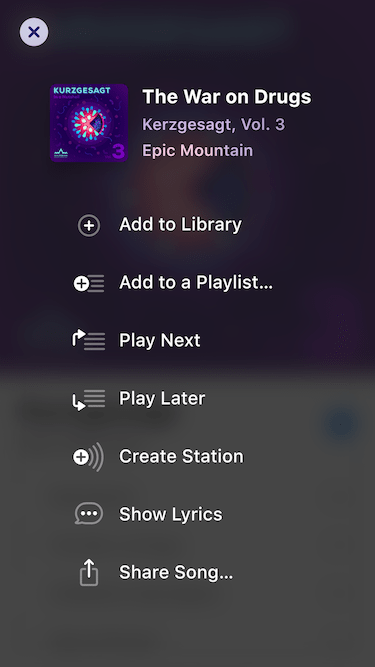 KURZGESAGT
3
The War on Drugs
Kerzgesagt, Vol. 3
Epic Mountain
Add to Library
Add to a Playlist...
Play Next
Play Later
Create Station
Show Lyrics
Share Song...